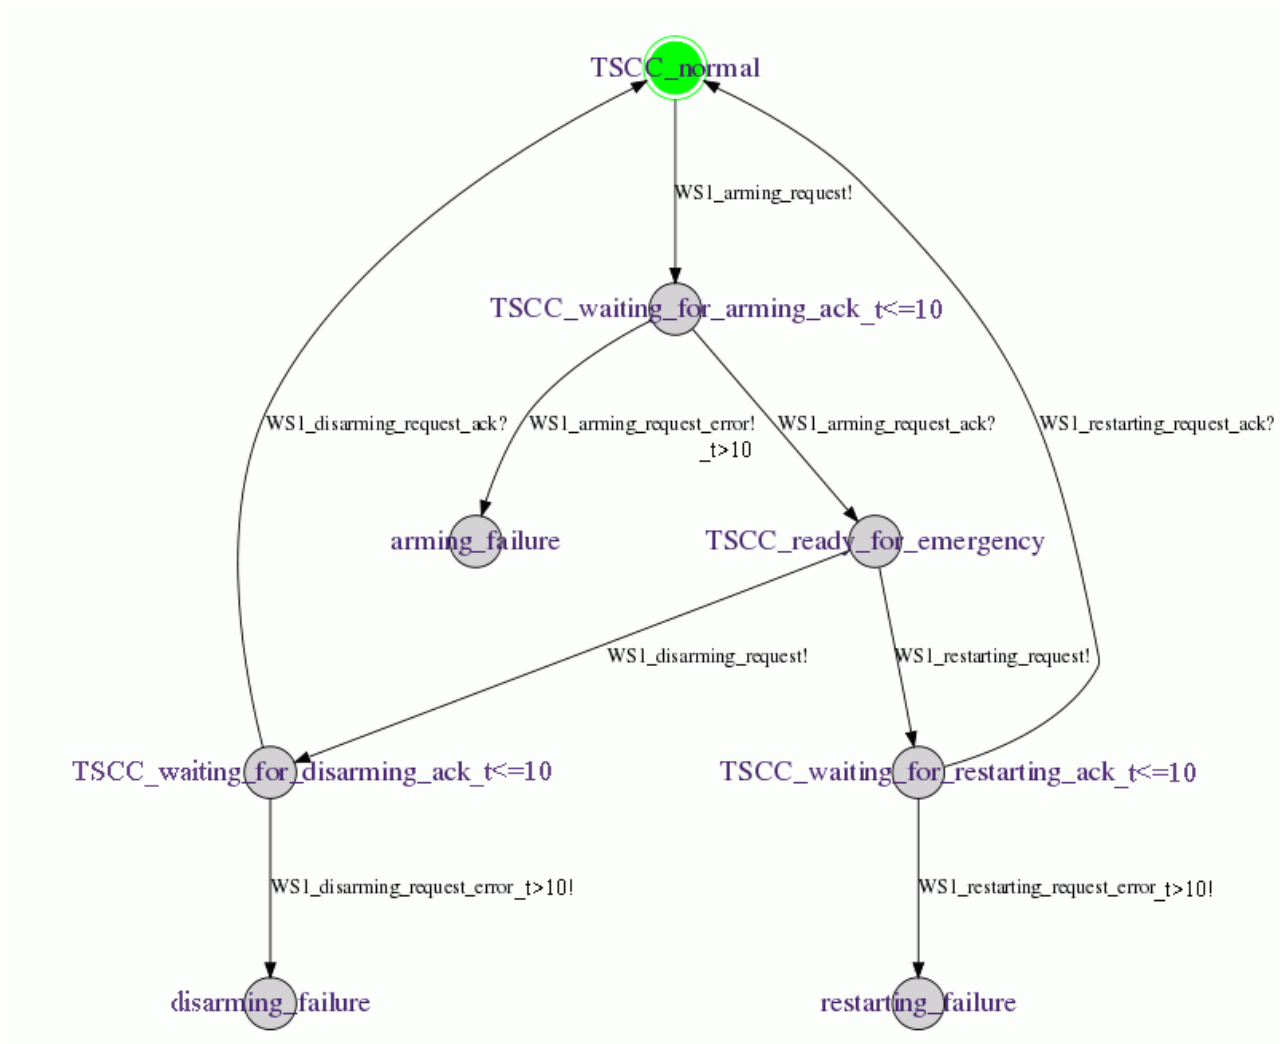 TSCC_normal
WS1_arming_request!
TSCC_waiting_for_arming_ack_t<=10
WS1_disarming_request_ack?
WS1_arming_request_error!
_t>10
WS1_arming_request_ack?
WS1_restarting_request_ack?
arming_failure
TSCC_ready_for_emergency
WS1_disarming_request!
WS1_restarting_request!
TSCC_waiting_for_disarming_ack_t<=10
TSCC_waiting_for_restarting_ack_t<=10
WS1_disarming_request_error_t>10!
WS1_restarting_request_error_t>10!
disarming_failure
restarting_failure